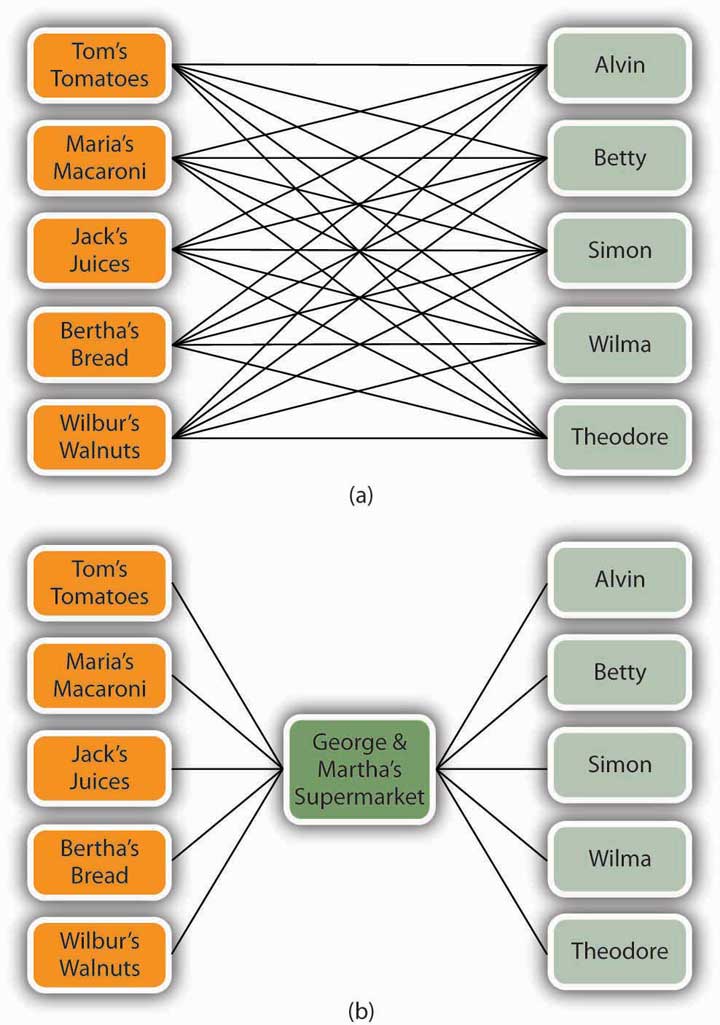 Tom's
Tomatoes
Alvin
Maria's
Macaroni
Betty
Jack's
Juices
Simon
Bertha's
Bread
Wilma
Wilbur's
Walnuts
Theodore
(a)
Tom's
Tomatoes
Alvin
Maria's
Macaroni
Betty
George &
Martha's
Supermarket
Jack's
Juices
Simon
Bertha's
Bread
Wilma
Wilbur's
Walnuts
Theodore
(b)